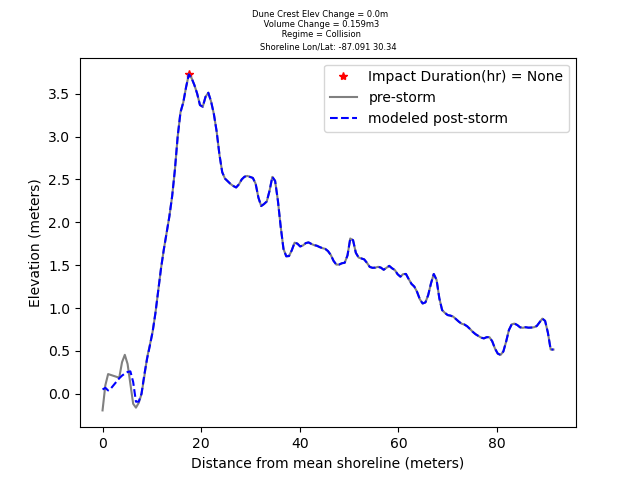 Dune Crest Elev Change = 0.0m
Volume Change = 0.159m3
Regime = Collision
Shoreline Lon/Lat: -87.091 30.34
Impact Duration(hr) = None
pre-storm
modeled post-storm
Elevation (meters)
3.5
3.0
2.5
2.0
1.5
1.0
0.5
0.0
0 20 40 60 80
Distance from mean shoreline (meters)